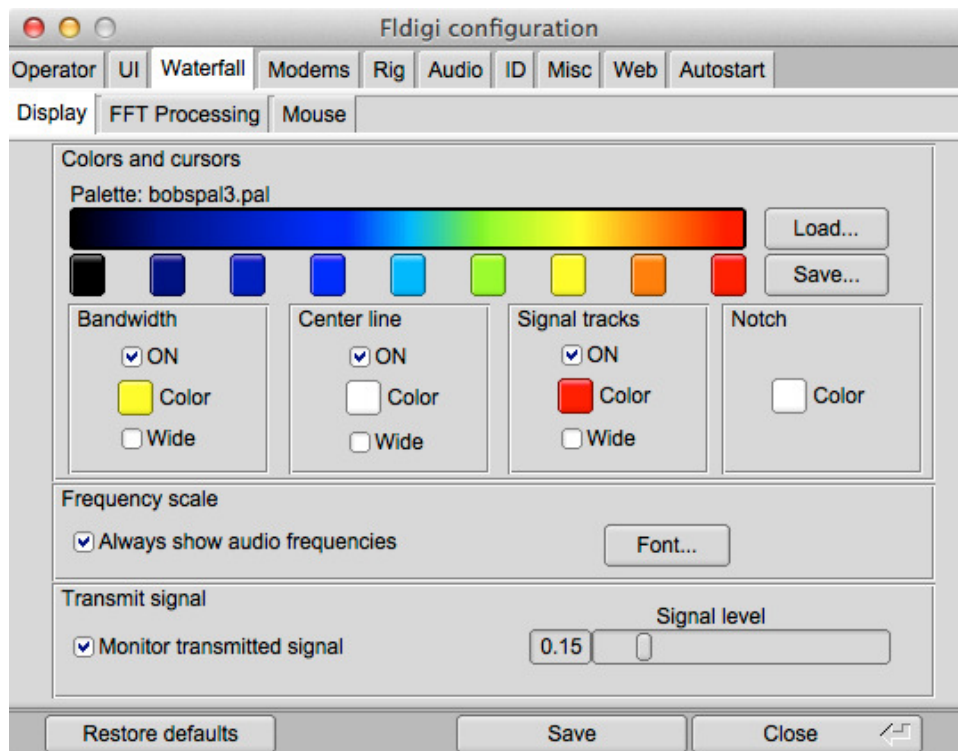 Fldigi configuration
Operator UI Waterfall Modems Rig Audio ID Misc Web Autostart
Display FFT Processing Mouse
Colors and cursors
Palette: bobspal3.pal
Load...
Save...
Bandwidth
ON
Color
Wide
Center line
ON
Color
Wide
Signal tracks
ON
Color
Wide
Notch
Color
Frequency scale
Always show audio frequencies
Font...
Transmit signal
Monitor transmitted signal
Signal level
0.15
Restore defaults Save Close